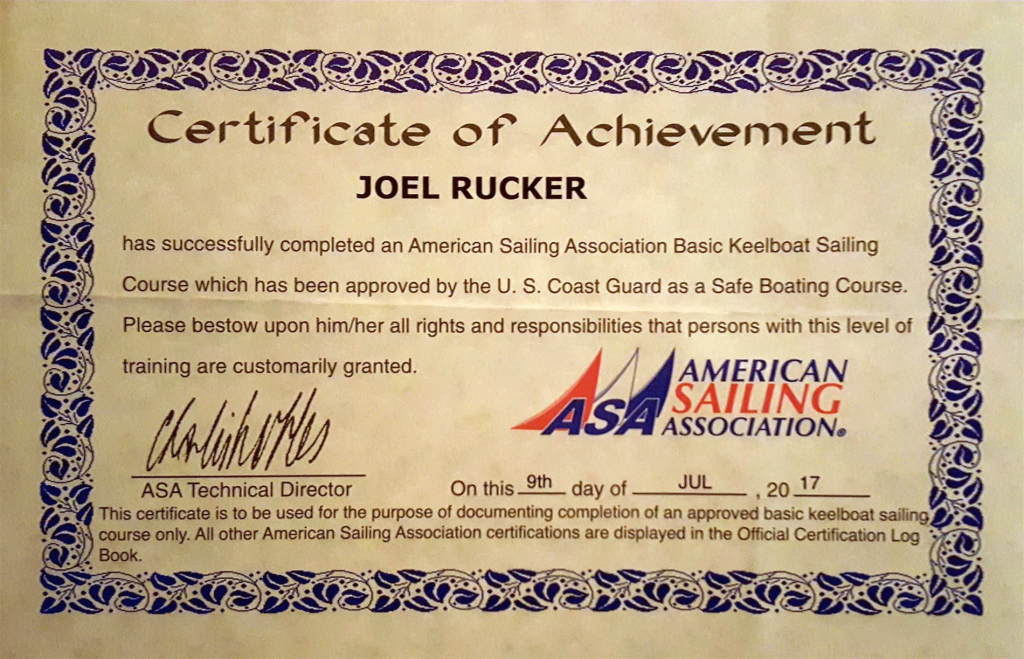 Certificate of Achievement
JOEL RUCKER
has successfully completed an American Sailing Association Basic Keelboat Sailing
Course which has been approved by the U. S. Coast Guard as a Safe Boating Course.
Please bestow upon him/her all rights and responsibilities that persons with this level of
training are customarily granted.
ASA
AMERICAN
SAILING
ASSOCIATION®
ASA Technical Director
On this 9th day of JUL , 20 17
This certificate is to be used for the purpose of documenting completion of an approved basic keelboat sailing
course only. All other American Sailing Association certifications are displayed in the Official Certification Log
Book.